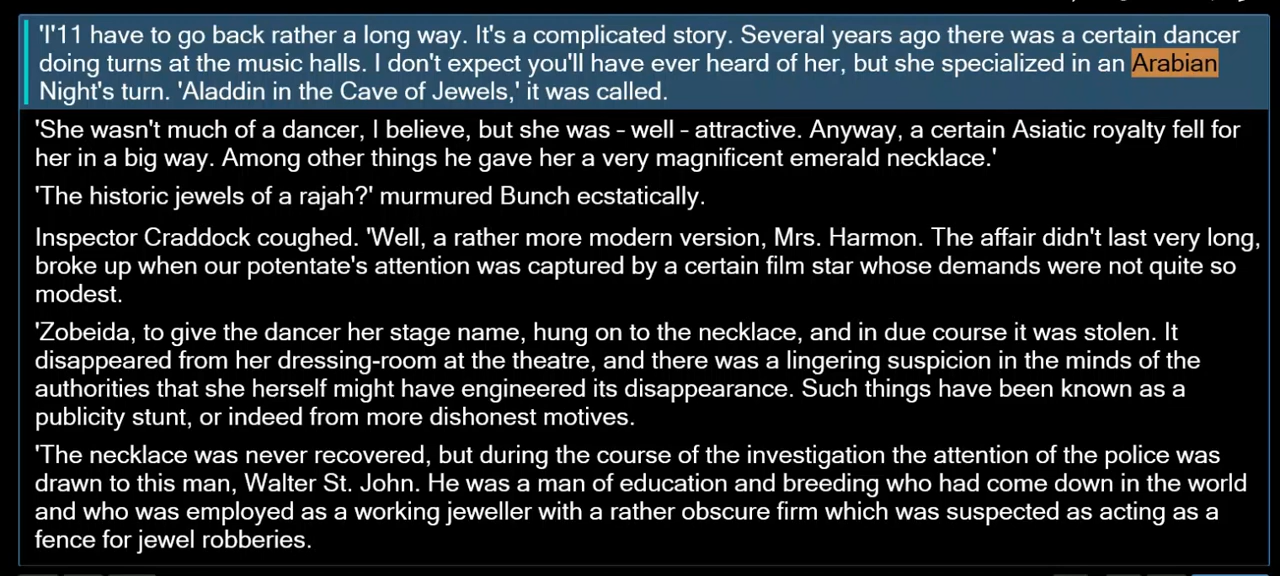 'I'11 have to go back rather a long way. It's a complicated story. Several years ago there was a certain dancer
doing turns at the music halls. I don't expect you'll have ever heard of her, but she specialized in an Arabian
Night's turn. 'Aladdin in the Cave of Jewels,' it was called.
'She wasn't much of a dancer, I believe, but she was - well - attractive. Anyway, a certain Asiatic royalty fell for
her in a big way. Among other things he gave her a very magnificent emerald necklace.'
'The historic jewels of a rajah?' murmured Bunch ecstatically.
Inspector Craddock coughed. 'Well, a rather more modern version, Mrs. Harmon. The affair didn't last very long,
broke up when our potentate's attention was captured by a certain film star whose demands were not quite so
modest.
'Zobeida, to give the dancer her stage name, hung on to the necklace, and in due course it was stolen. It
disappeared from her dressing-room at the theatre, and there was a lingering suspicion in the minds of the
authorities that she herself might have engineered its disappearance. Such things have been known as a
publicity stunt, or indeed from more dishonest motives.
'The necklace was never recovered, but during the course of the investigation the attention of the police was
drawn to this man, Walter St. John. He was a man of education and breeding who had come down in the world
and who was employed as a working jeweller with a rather obscure firm which was suspected as acting as a
fence for jewel robberies.